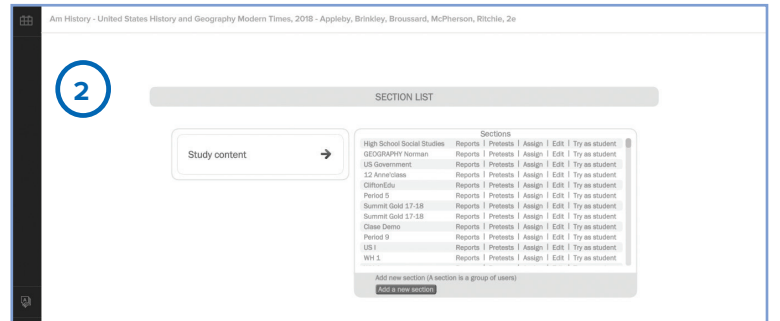 Am History - United States History and Geography Modern Times, 2018 - Appleby, Brinkley, Broussard, McPherson, Ritchie, 2e
2
SECTION LIST
Study content
Sections
High School Social Studies Reports | Pretests | Assign | Edit | Try as student
GEOGRAPHY Norman Reports | Pretests | Assign | Edit | Try as student
US Government Reports | Pretests | Assign | Edit | Try as student
12 Anne'class Reports | Pretests | Assign | Edit | Try as student
CliftonEdu Reports | Pretests | Assign | Edit | Try as student
Period 5 Reports | Pretests | Assign | Edit | Try as student
Summit Gold 17-18 Reports | Pretests | Assign | Edit | Try as student
Summit Gold 17-18 Reports | Pretests | Assign | Edit | Try as student
Clase Demo Reports | Pretests | Assign | Edit | Try as student
Period 9 Reports | Pretests | Assign | Edit | Try as student
US I Reports | Pretests | Assign | Edit | Try as student
WH 1 Reports | Pretests | Assign | Edit | Try as student
Add new section (A section is a group of users)
Add a new section